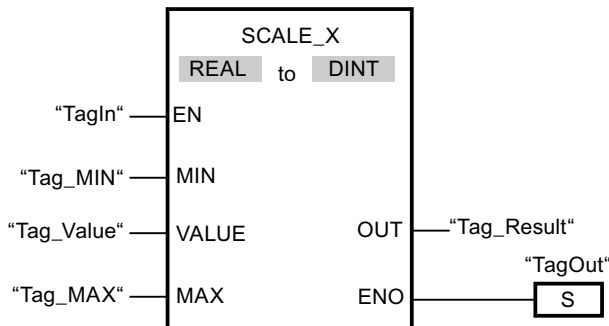 SCALE_X
REAL to DINT
“TagIn“ EN
“Tag_MIN“ MIN
“Tag_Value“ VALUE OUT “Tag_Result“
“TagOut“
“Tag_MAX“ MAX ENO S